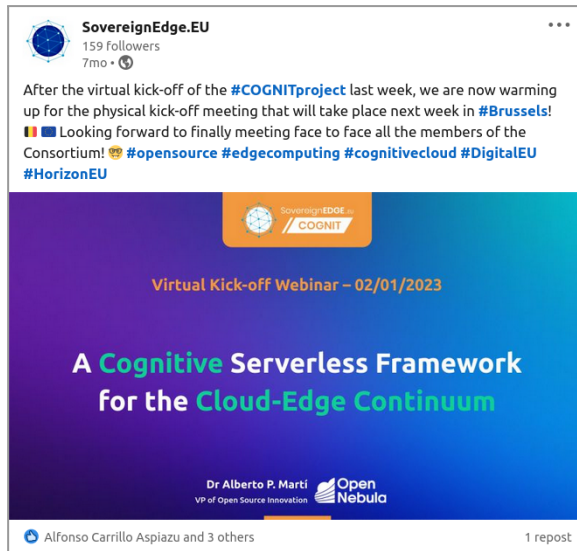 SovereignEdge.EU
159 followers
7mo •
After the virtual kick-off of the #COGNITproject last week, we are now warming
up for the physical kick-off meeting that will take place next week in #Brussels!
🇧🇪 🇪🇺 Looking forward to finally meeting face to face all the members of the
Consortium! 🤓 #opensource #edgecomputing #cognitivecloud #DigitalEU
#HorizonEU
SovereignEDGE.EU
COGNIT
Virtual Kick-off Webinar – 02/01/2023
A Cognitive Serverless Framework
for the Cloud-Edge Continuum
Dr Alberto P. Martí
VP of Open Source Innovation
Open
Nebula
Alfonso Carrillo Aspiazu and 3 others
1 repost